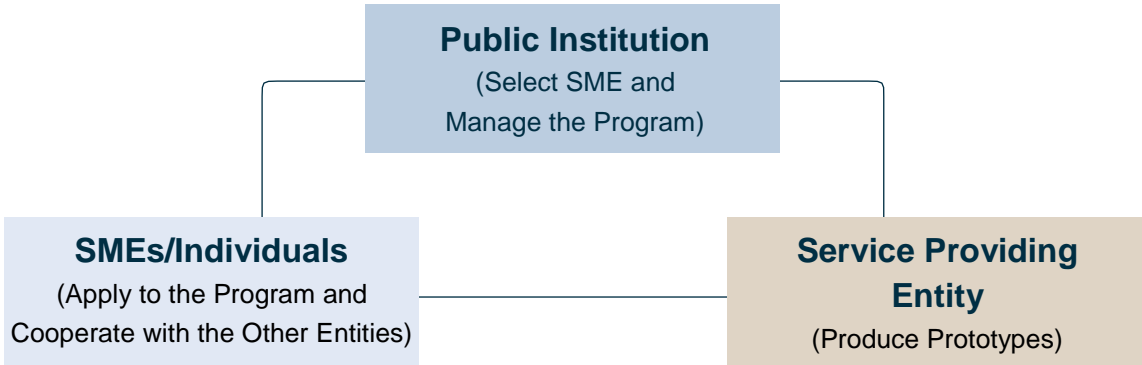 Public Institution
(Select SME and
Manage the Program)
SMEs/Individuals
(Apply to the Program and
Cooperate with the Other Entities)
Service Providing
Entity
(Produce Prototypes)